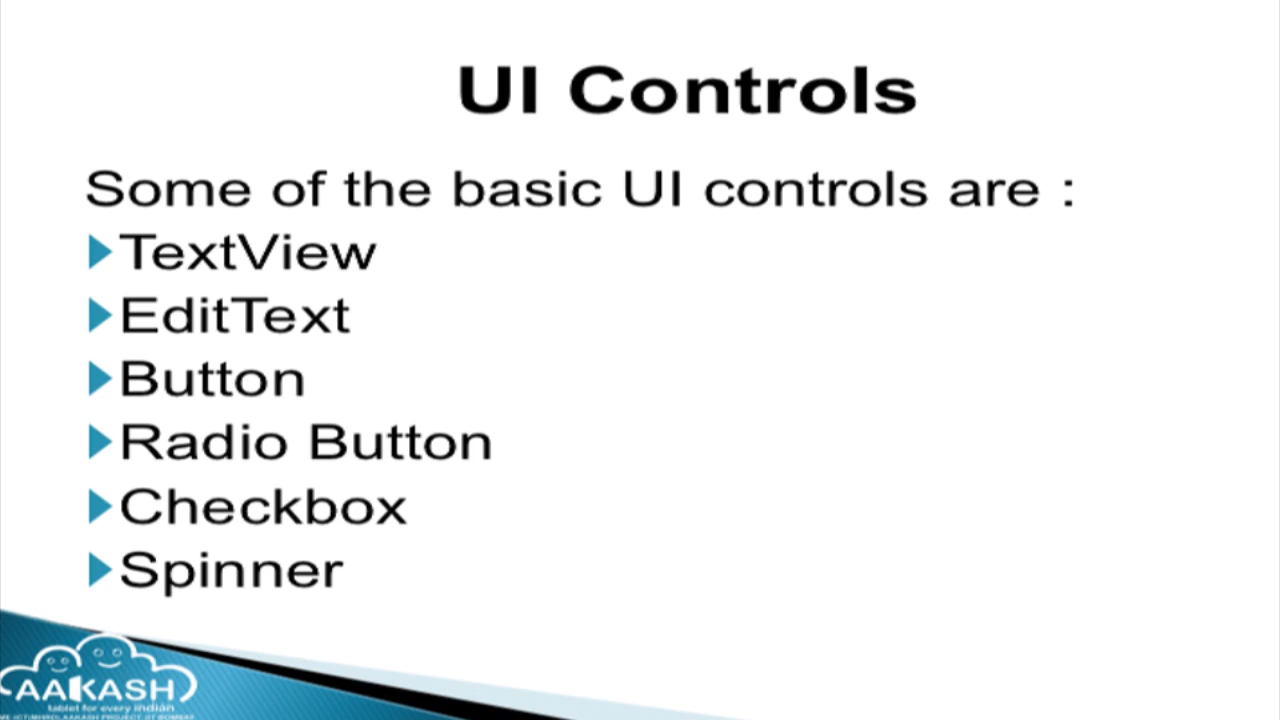 UI Controls
Some of the basic UI controls are :
TextView
EditText
Button
Radio Button
Checkbox
Spinner
AAKASH
tablet for every indian